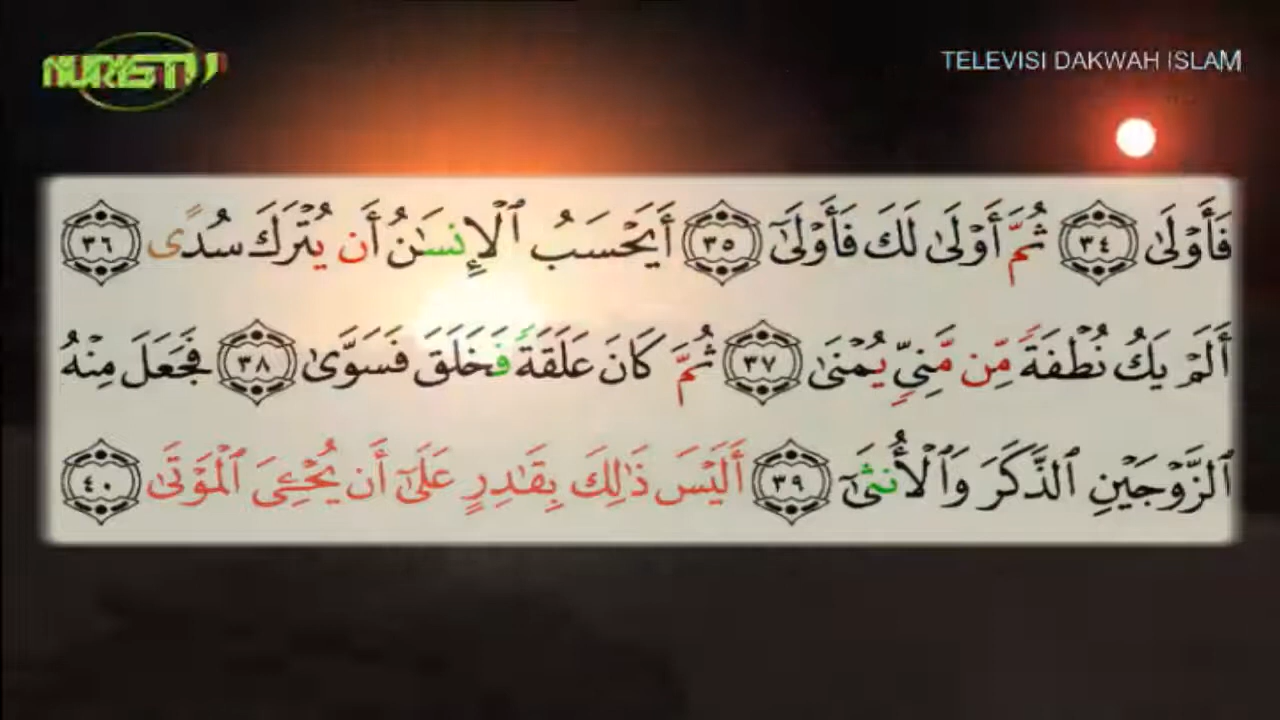 NURISTV
TELEVISI DAKWAH ISLAM
فَأَوْلَىٰ ٣٤ ثُمَّ أَوْلَىٰ لَكَ فَأَوْلَىٰٓ ٣٥ أَيَحْسَبُ ٱلْإِنسَٰنُ أَن يُتْرَكَ سُدًى ٣٦
أَلَمْ يَكُ نُطْفَةً مِّن مَّنِىٍّ يُمْنَىٰ ٣٧ ثُمَّ كَانَ عَلَقَةً فَخَلَقَ فَسَوَّىٰ ٣٨ فَجَعَلَ مِنْهُ
ٱلزَّوْجَيْنِ ٱلذَّكَرَ وَٱلْأُنثَىٰٓ ٣٩ أَلَيْسَ ذَٰلِكَ بِقَٰدِرٍ عَلَىٰٓ أَن يُحْـِۧىَ ٱلْمَوْتَىٰ ٤٠